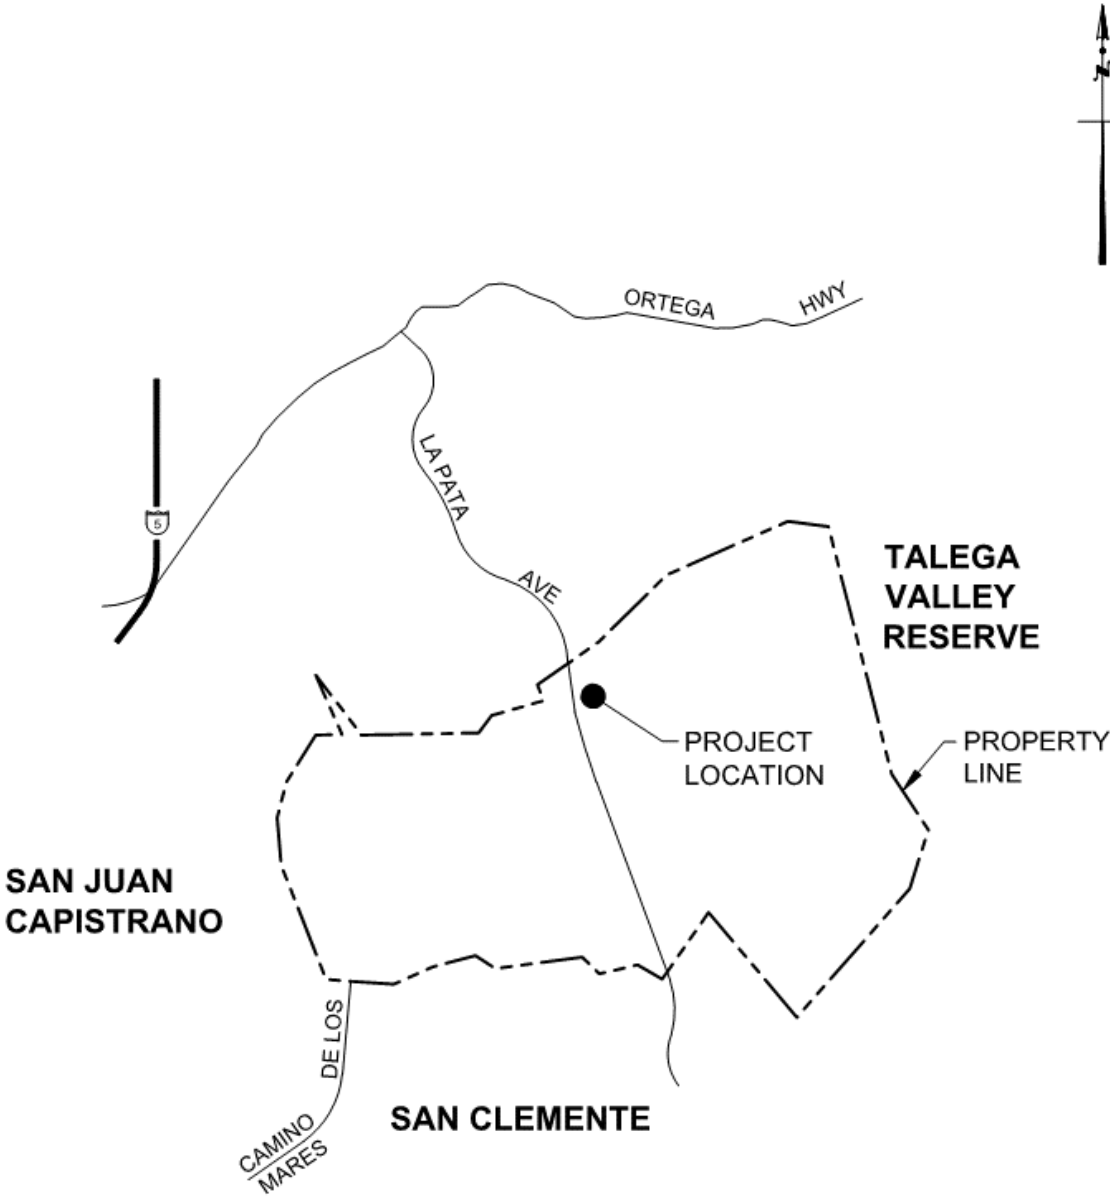 N
ORTEGA HWY
LA PATA AVE
5
TALEGA
VALLEY
RESERVE
PROJECT
LOCATION
PROPERTY
LINE
SAN JUAN
CAPISTRANO
DE LOS
CAMINO
MARES
SAN CLEMENTE